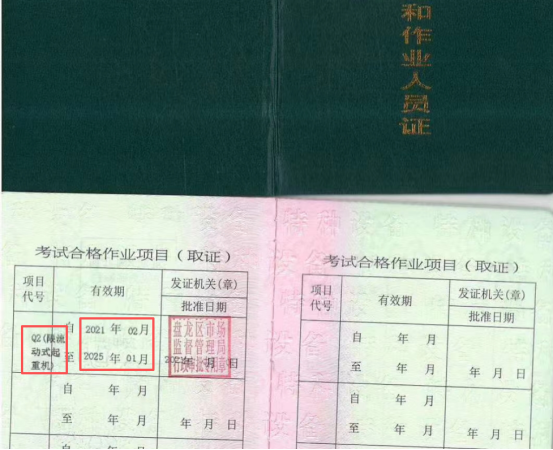 和作业人员证
考试合格作业项目(取证)
项目代号 有效期 发证机关(章)
批准日期
Q2(限流动式起重机)
自 2021 年 02月
至 2025 年 01月
盘龙区市场
监督管理局
自 年 月
至 年 月 年 月 日
自 年 月
考试合格作业项目(取证)
项目代号 有效期 发证机关(章)
批准日期
自 年 月
至 年 月 年 月 日
自 年 月
至 年 月 年 月 日